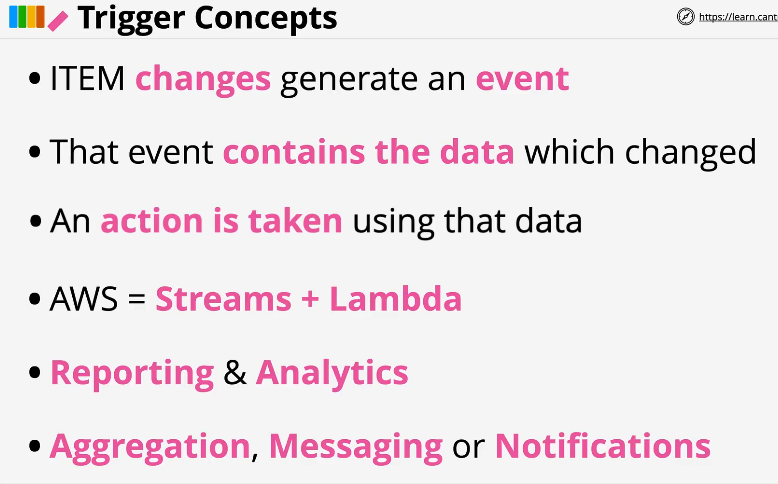 Trigger Concepts
https://learn.cant
• ITEM changes generate an event
• That event contains the data which changed
• An action is taken using that data
• AWS = Streams + Lambda
• Reporting & Analytics
• Aggregation, Messaging or Notifications